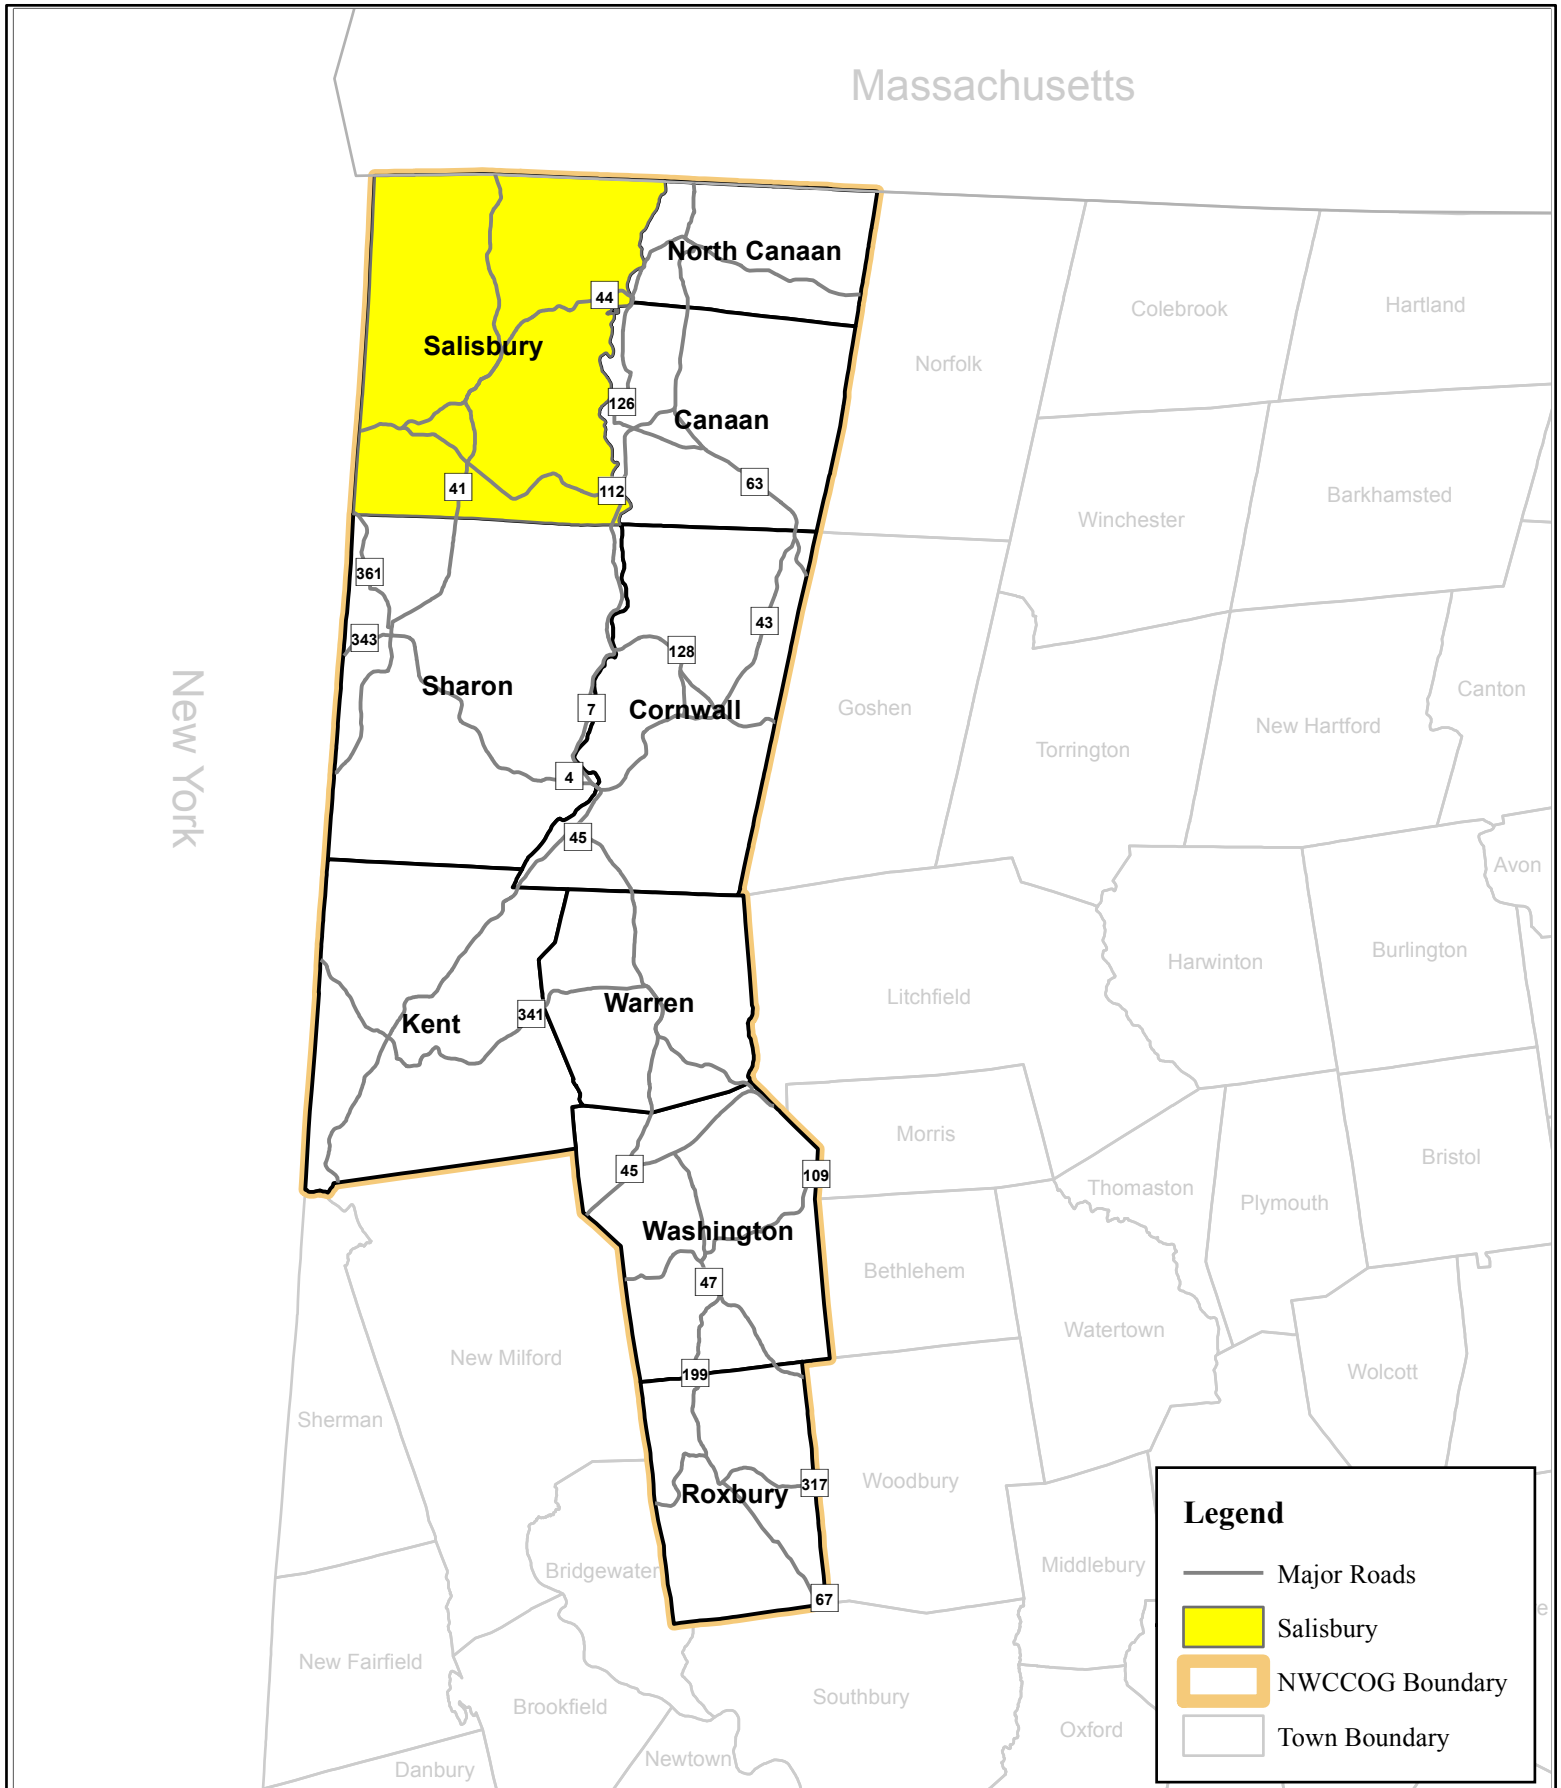 Massachusetts
North Canaan
44
Colebrook
Hartland
Salisbury
Norfolk
126
Canaan
41
112
63
Barkhamsted
Winchester
361
343
43
128
New York
Sharon
7
Cornwall
Goshen
Canton
New Hartford
Torrington
4
45
Avon
Burlington
Harwinton
Litchfield
Warren
341
Kent
Morris
Bristol
45
109
Thomaston
Plymouth
Washington
Bethlehem
47
Watertown
New Milford
199
Wolcott
Sherman
Woodbury
317
Roxbury
Legend
Middlebury
Bridgewater
Major Roads
67
e
Salisbury
New Fairfield
NWCCOG Boundary
Southbury
Brookfield
Oxford
Town Boundary
Newtown
Danbury